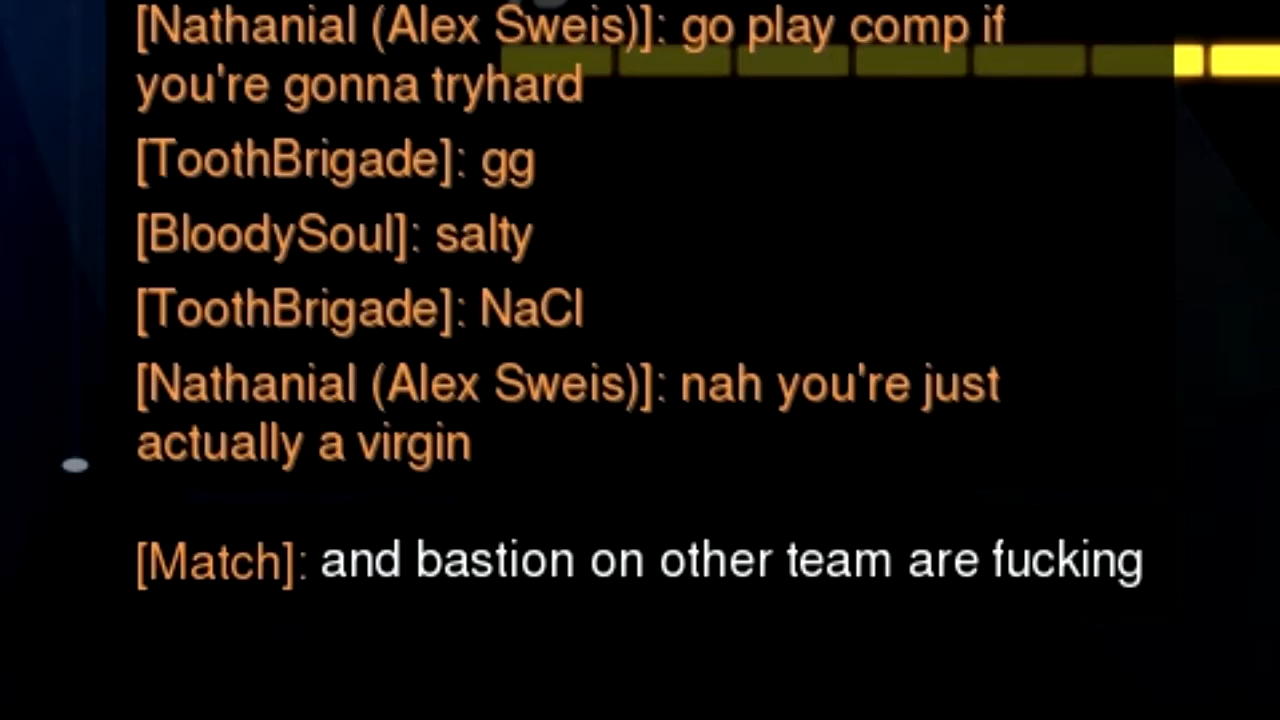 [Nathanial (Alex Sweis)]: go play comp if
you're gonna tryhard
[ToothBrigade]: gg
[BloodySoul]: salty
[ToothBrigade]: NaCl
[Nathanial (Alex Sweis)]: nah you're just
actually a virgin
[Match]: and bastion on other team are fucking